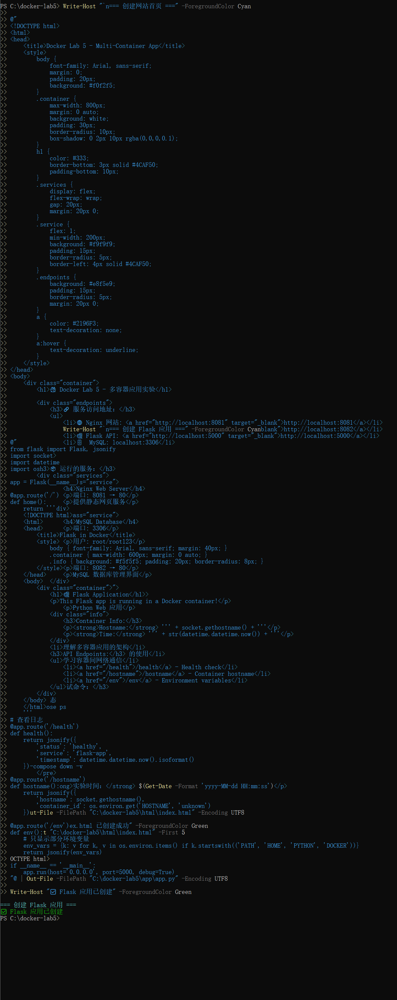 PS C:\docker-lab5> Write-Host "`n=== 创建网站首页 ===" -ForegroundColor Cyan
>>
>> @"
>> <!DOCTYPE html>
>> <html>
>> <head>
>>     <title>Docker Lab 5 - Multi-Container App</title>
>>     <style>
>>         body {
>>             font-family: Arial, sans-serif;
>>             margin: 0;
>>             padding: 20px;
>>             background: #f0f2f5;
>>         }
>>         .container {
>>             max-width: 800px;
>>             margin: 0 auto;
>>             background: white;
>>             padding: 30px;
>>             border-radius: 10px;
>>             box-shadow: 0 2px 10px rgba(0,0,0,0.1);
>>         }
>>         h1 {
>>             color: #333;
>>             border-bottom: 3px solid #4CAF50;
>>             padding-bottom: 10px;
>>         }
>>         .services {
>>             display: flex;
>>             flex-wrap: wrap;
>>             gap: 20px;
>>             margin: 20px 0;
>>         }
>>         .service {
>>             flex: 1;
>>             min-width: 200px;
>>             background: #f9f9f9;
>>             padding: 15px;
>>             border-radius: 5px;
>>             border-left: 4px solid #4CAF50;
>>         }
>>         .endpoints {
>>             background: #e8f5e9;
>>             padding: 15px;
>>             border-radius: 5px;
>>             margin: 20px 0;
>>         }
>>         a {
>>             color: #2196F3;
>>             text-decoration: none;
>>         }
>>         a:hover {
>>             text-decoration: underline;
>>         }
>>     </style>
>> </head>
>> <body>
>>     <div class="container">
>>         <h1>🐳 Docker Lab 5 - 多容器应用实验</h1>
>>
>>         <div class="endpoints">
>>             <h3>🔗 服务访问地址：</h3>
>>             <ul>
>>                 <li>🌐 Nginx 网站: <a href="http://localhost:8081" target="_blank">http://localhost:8081</a></li>
>>                 Write-Host "`n=== 创建 Flask 应用 ===" -ForegroundColor Cyanblank">http://localhost:8082</a></li>
>>                 <li>🐍 Flask API: <a href="http://localhost:5000" target="_blank">http://localhost:5000</a></li>
>> @"              <li>🗄  MySQL: localhost:3306</li>
>> from flask import Flask, jsonify
>> import socket>
>> import datetime
>> import osh3>📦 运行的服务：</h3>
>>         <div class="services">
>> app = Flask(__name__)s="service">
>>                 <h4>Nginx Web Server</h4>
>> @app.route('/') <p>端口: 8081 → 80</p>
>> def home():     <p>提供静态网页服务</p>
>>     return '''div>
>>     <!DOCTYPE html>ass="service">
>>     <html>      <h4>MySQL Database</h4>
>>     <head>      <p>端口: 3306</p>
>>         <title>Flask in Docker</title>
>>         <style> <p>用户: root/root123</p>
>>             body { font-family: Arial, sans-serif; margin: 40px; }
>>             .container { max-width: 600px; margin: 0 auto; }
>>             .info { background: #f5f5f5; padding: 20px; border-radius: 8px; }
>>         </style><p>端口: 8082 → 80</p>
>>     </head>     <p>MySQL 数据库管理界面</p>
>>     <body>  </div>
>>         <div class="container">">
>>             <h1>🐍 Flask Application</h1>>
>>             <p>This Flask app is running in a Docker container!</p>
>>                 <p>Python Web 应用</p>
>>             <div class="info">
>>                 <h3>Container Info:</h3>
>>                 <p><strong>Hostname:</strong> ''' + socket.gethostname() + '''</p>
>>                 <p><strong>Time:</strong> ''' + str(datetime.datetime.now()) + '''</p>
>>             </div>
>>             <li>理解多容器应用的架构</li>
>>             <h3>API Endpoints:</h3> 的使用</li>
>>             <ul>学习容器间网络通信</li>
>>                 <li><a href="/health">/health</a> - Health check</li>
>>                 <li><a href="/hostname">/hostname</a> - Container hostname</li>
>>                 <li><a href="/env">/env</a> - Environment variables</li>
>>             </ul>试命令：</h3>
>>         </div>
>>     </body> 态
>>     </html>ose ps
>>     '''
>> # 查看日志
>> @app.route('/health')
>> def health():
>>     return jsonify({
>>         'status': 'healthy',
>>         'service': 'flask-app',
>>         'timestamp': datetime.datetime.now().isoformat()
>>     })-compose down -v
>>         </pre>
>> @app.route('/hostname')
>> def hostname():ong>实验时间：</strong> $(Get-Date -Format 'yyyy-MM-dd HH:mm:ss')</p>
>>     return jsonify({
>>         'hostname': socket.gethostname(),
>>         'container_id': os.environ.get('HOSTNAME', 'unknown')
>>     })ut-File -FilePath "C:\docker-lab5\html\index.html" -Encoding UTF8
>>
>> @app.route('/env')ex.html 已创建成功" -ForegroundColor Green
>> def env():t "C:\docker-lab5\html\index.html" -First 5
>>     # 只显示部分环境变量
>>     env_vars = {k: v for k, v in os.environ.items() if k.startswith(('PATH', 'HOME', 'PYTHON', 'DOCKER'))}
>>     return jsonify(env_vars)
>> OCTYPE html>
>> if __name__ == '__main__':
>>     app.run(host='0.0.0.0', port=5000, debug=True)
>> "@ | Out-File -FilePath "C:\docker-lab5\app\app.py" -Encoding UTF8
>>
>> Write-Host "☑ Flask 应用已创建" -ForegroundColor Green

=== 创建 Flask 应用 ===
☑ Flask 应用已创建
PS C:\docker-lab5>